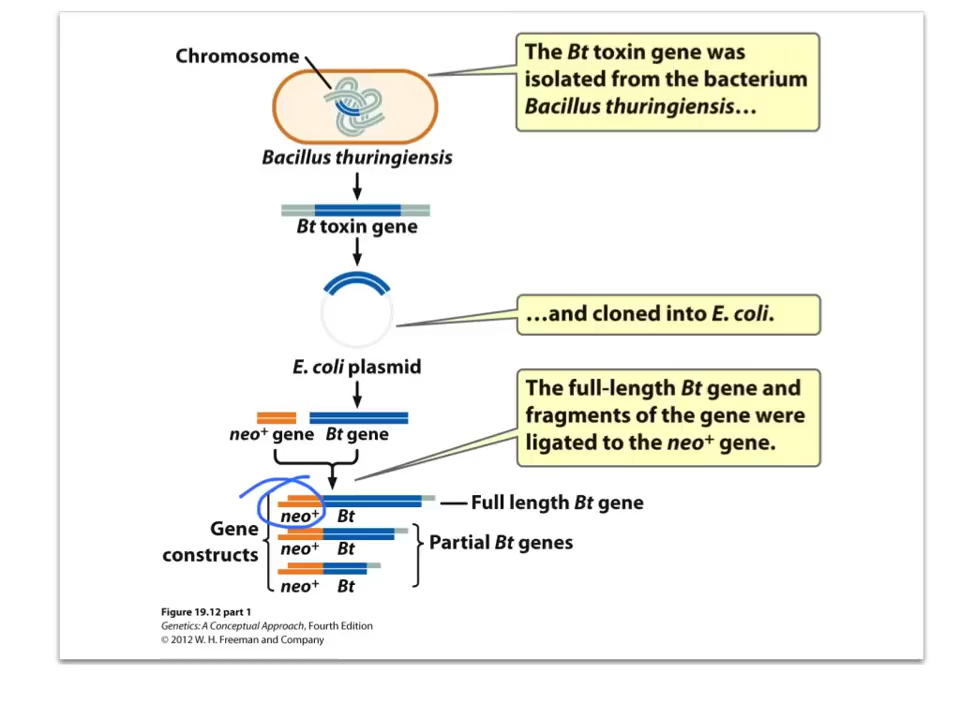 Chromosome
The Bt toxin gene was
isolated from the bacterium
Bacillus thuringiensis...
Bacillus thuringiensis
Bt toxin gene
...and cloned into E. coli.
E. coli plasmid
The full-length Bt gene and
fragments of the gene were
ligated to the neo+ gene.
neo+ gene Bt gene
Full length Bt gene
neo+ Bt
Gene
constructs
Partial Bt genes
neo+ Bt
neo+ Bt
Figure 19.12 part 1
Genetics: A Conceptual Approach, Fourth Edition
© 2012 W. H. Freeman and Company